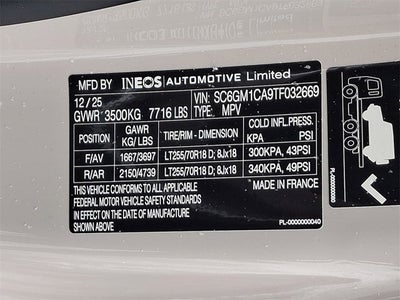 MFD BY INEOS AUTOMOTIVE Limited
12 / 25 VIN: SC6GM1CA9TF032669
GVWR 3500KG 7716 LBS TYPE: MPV
POSITION GAWR KG/LBS TIRE/RIM - DIMENSION COLD INFL.PRESS. KPA PSI
F/AV 1667/3697 LT255/70R18 D; 8Jx18 300KPA, 43PSI
R/AR 2150/4739 LT255/70R18 D; 8Jx18 340KPA, 49PSI
THIS VEHICLE CONFORMS TO ALL APPLICABLE MADE IN FRANCE
FEDERAL MOTOR VEHICLE SAFETY STANDARDS
IN EFFECT ON THE DATE OF MANUFACTURE
SHOWN ABOVE.
PL-0000000040